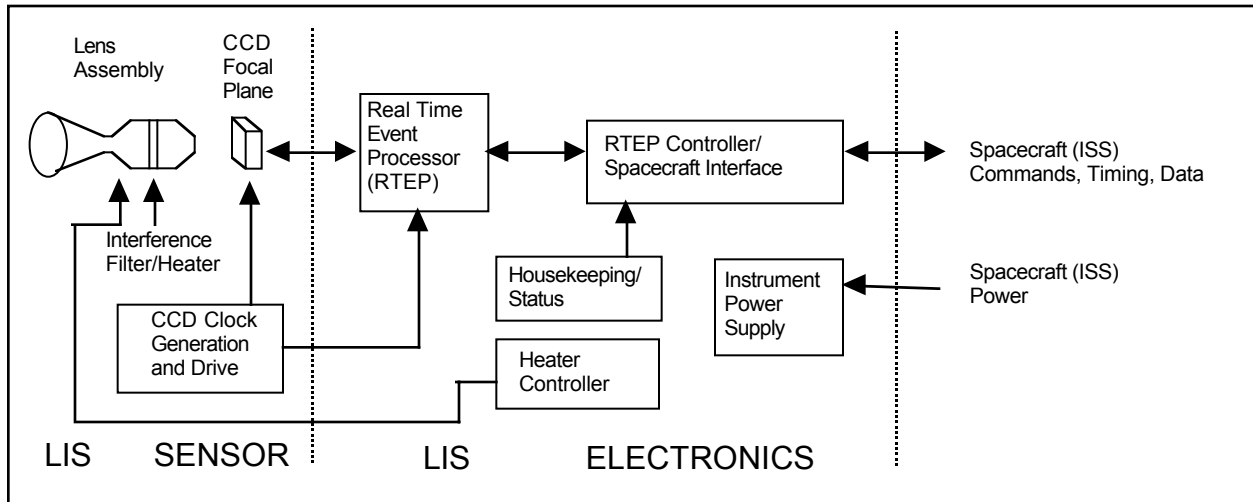 Lens
Assembly
CCD
Focal
Plane
Real Time
Event
Processor
(RTEP)
RTEP Controller/
Spacecraft Interface
Spacecraft (ISS)
Commands, Timing, Data
Interference
Filter/Heater
Housekeeping/
Status
Instrument
Power
Supply
Spacecraft (ISS)
Power
CCD Clock
Generation
and Drive
Heater
Controller
LIS SENSOR
LIS ELECTRONICS